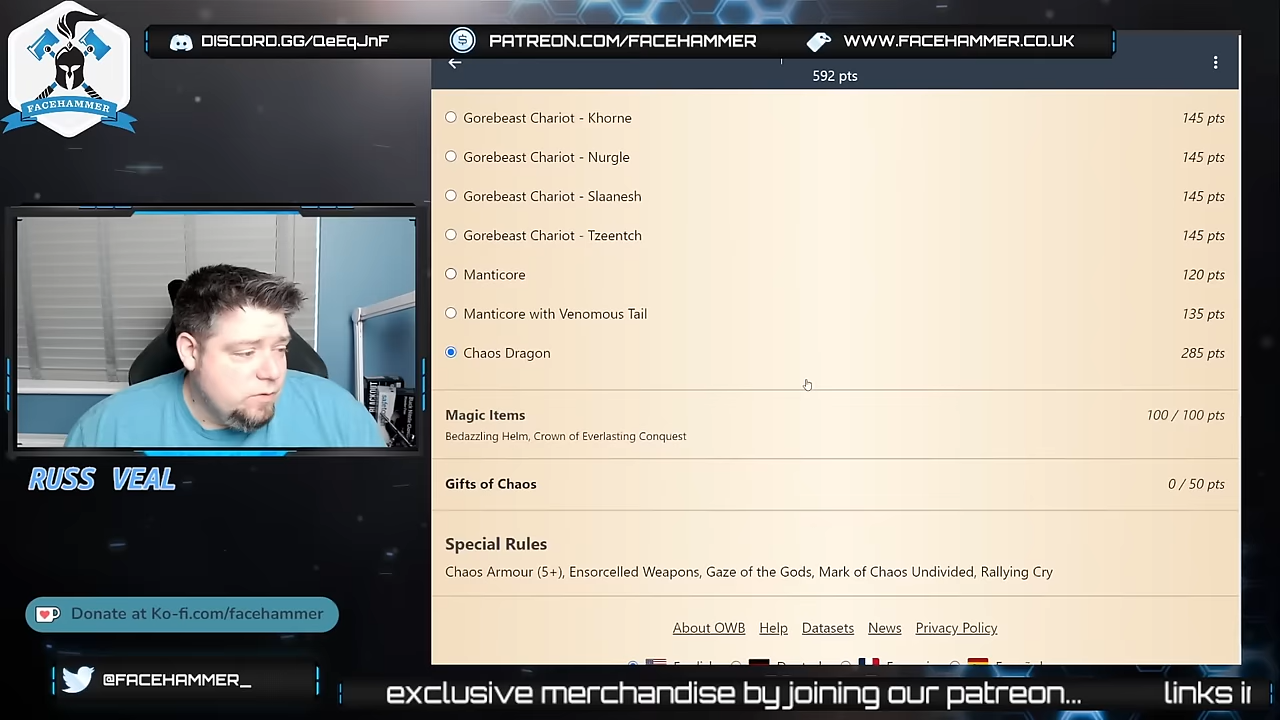 DISCORD.GG/QeEqJnF
PATREON.COM/FACEHAMMER
WWW.FACEHAMMER.CO.UK
FACEHAMMER
592 pts
Gorebeast Chariot - Khorne 145 pts
Gorebeast Chariot - Nurgle 145 pts
Gorebeast Chariot - Slaanesh 145 pts
Gorebeast Chariot - Tzeentch 145 pts
Manticore 120 pts
Manticore with Venomous Tail 135 pts
Chaos Dragon 285 pts
Magic Items 100 / 100 pts
Bedazzling Helm, Crown of Everlasting Conquest
Gifts of Chaos 0 / 50 pts
Special Rules
Chaos Armour (5+), Ensorcelled Weapons, Gaze of the Gods, Mark of Chaos Undivided, Rallying Cry
About OWB Help Datasets News Privacy Policy
RUSS VEAL
Donate at Ko-fi.com/facehammer
@FACEHAMMER_
exclusive merchandise by joining our patreon... links